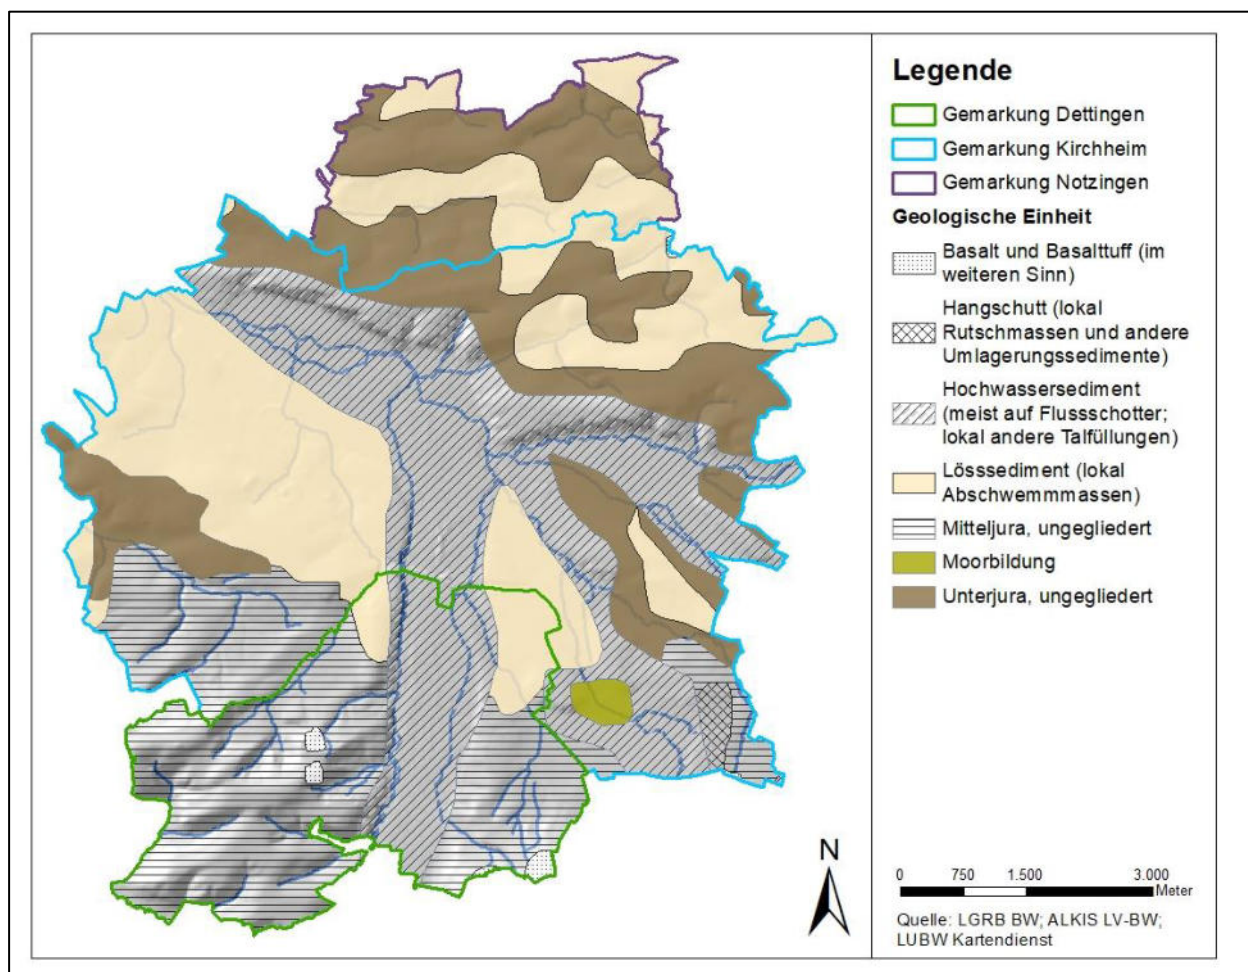 Legende
Gemarkung Dettingen
Gemarkung Kirchheim
Gemarkung Notzingen
Geologische Einheit
Basalt und Basalttuff (im
weiteren Sinn)
Hangschutt (lokal
Rutschmassen und andere
Umlagerungssedimente)
Hochwassersediment
(meist auf Flussschotter;
lokal andere Talfüllungen)
Lösssediment (lokal
Abschwemmmassen)
Mitteljura, ungegliedert
Moorbildung
Unterjura, ungegliedert
N
0 750 1.500 3.000
Meter
Quelle: LGRB BW; ALKIS LV-BW;
LUBW Kartendienst